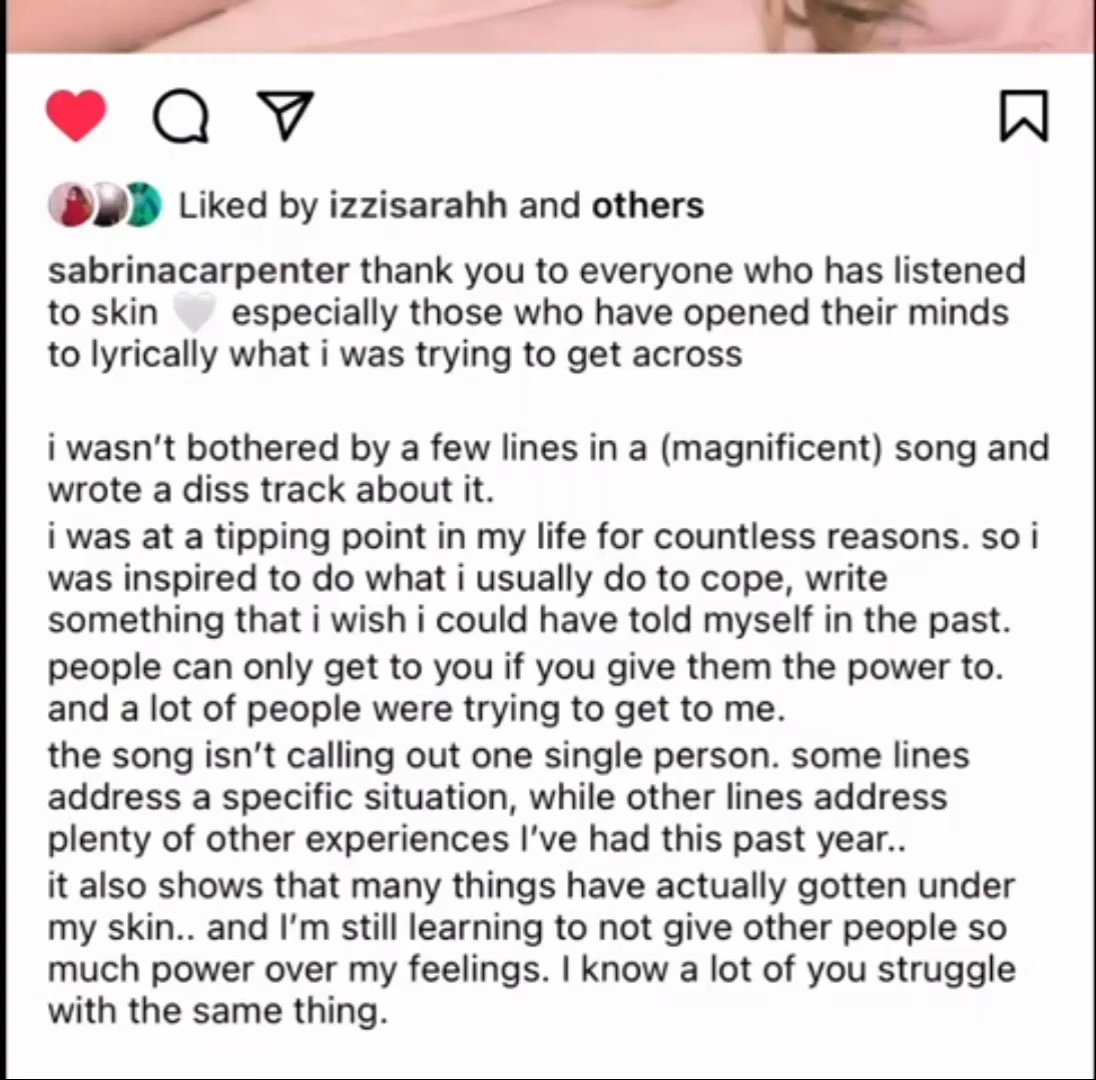 Liked by izzisarahh and others
sabrinacarpenter thank you to everyone who has listened
to skin 🤍 especially those who have opened their minds
to lyrically what i was trying to get across
i wasn't bothered by a few lines in a (magnificent) song and
wrote a diss track about it.
i was at a tipping point in my life for countless reasons. so i
was inspired to do what i usually do to cope, write
something that i wish i could have told myself in the past.
people can only get to you if you give them the power to.
and a lot of people were trying to get to me.
the song isn't calling out one single person. some lines
address a specific situation, while other lines address
plenty of other experiences I've had this past year..
it also shows that many things have actually gotten under
my skin.. and I'm still learning to not give other people so
much power over my feelings. I know a lot of you struggle
with the same thing.